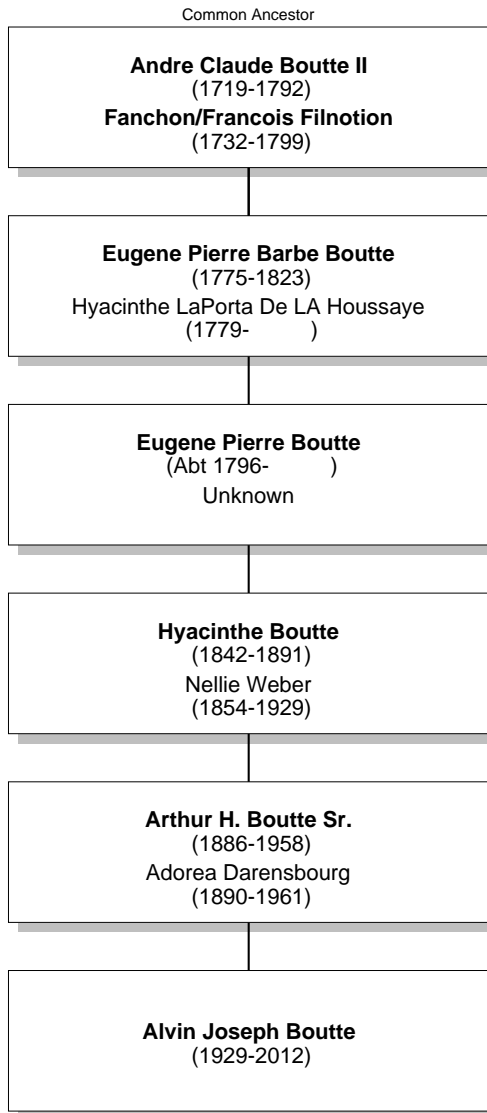 Common Ancestor
Andre Claude Boutte II
(1719-1792)
Fanchon/Francois Filnotion
(1732-1799)
Eugene Pierre Barbe Boutte
(1775-1823)
Hyacinthe LaPorta De LA Houssaye
(1779- )
Eugene Pierre Boutte
(Abt 1796- )
Unknown
Hyacinthe Boutte
(1842-1891)
Nellie Weber
(1854-1929)
Arthur H. Boutte Sr.
(1886-1958)
Adorea Darensbourg
(1890-1961)
Alvin Joseph Boutte
(1929-2012)